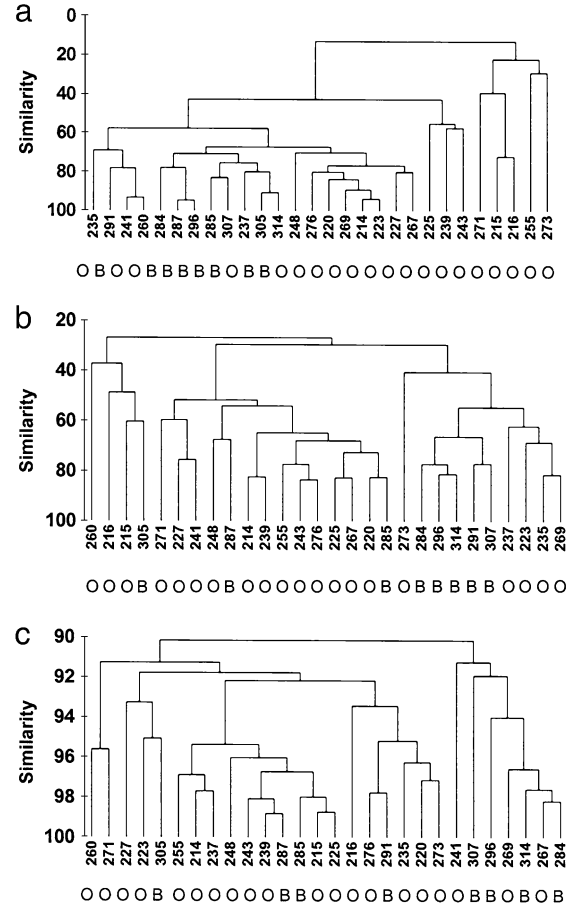 a
0
20
40
60
80
100
Similarity
235 291 241 260 284 287 296 285 307 237 305 314 248 276 220 269 214 223 227 267 225 239 243 271 215 216 255 273
O B O O B B B B B O B B O O O O O O O O O O O O O O O O
b
20
40
60
80
100
Similarity
260 216 215 305 271 227 241 248 287 214 239 255 243 276 225 267 220 285 273 284 296 314 291 307 237 223 235 269
O O O B O O O O B O O O O O O O O B O B B B B B O O O O
c
90
92
94
96
98
100
Similarity
260 271 227 223 305 255 214 237 248 243 239 287 285 215 225 216 276 291 235 220 273 241 307 296 269 314 267 284
O O O O B O O O O O O B B O O O O B O O O O B B O B O B